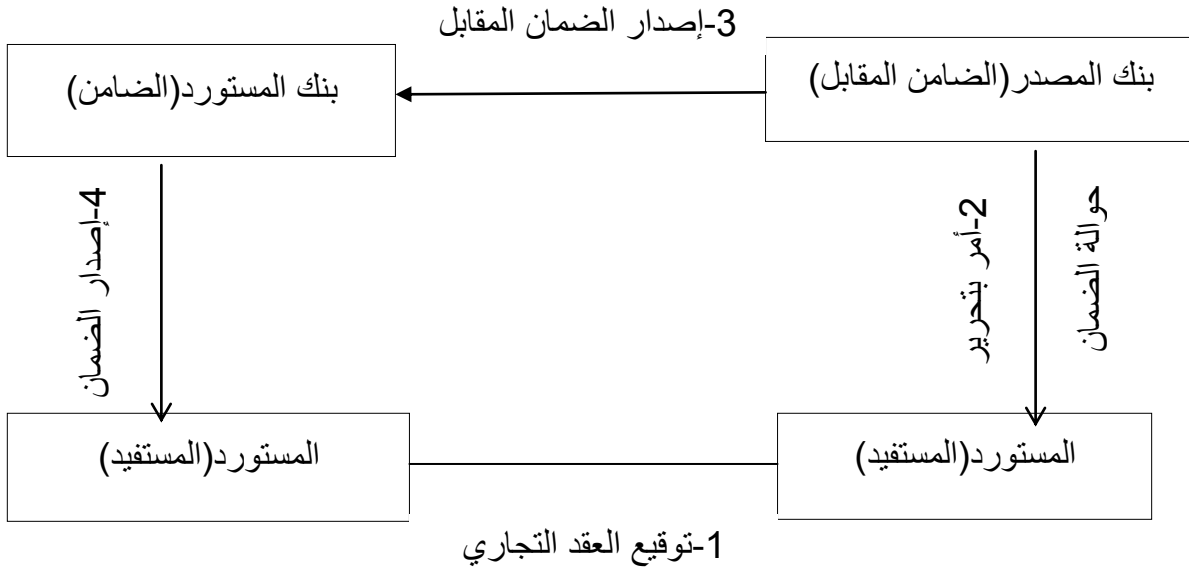 3-إصدار الضمان المقابل
بنك المصدر(الضامن المقابل)
بنك المستورد(الضامن)
حوالة الضمان
2-أمر بتحرير
4-إصدار الضمان
المستورد(المستفيد)
المستورد(المستفيد)
1-توقيع العقد التجاري